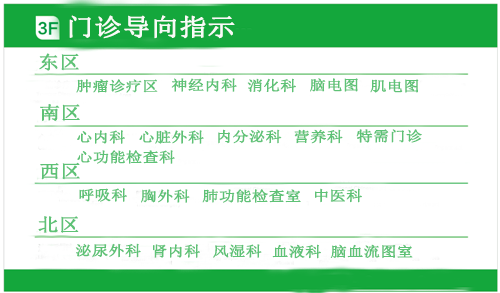 3F 门诊导向指示
东区
肿瘤诊疗区 神经内科 消化科 脑电图 肌电图
南区
心内科 心脏外科 内分泌科 营养科 特需门诊
心功能检查科
西区
呼吸科 胸外科 肺功能检查室 中医科
北区
泌尿外科 肾内科 风湿科 血液科 脑血流图室